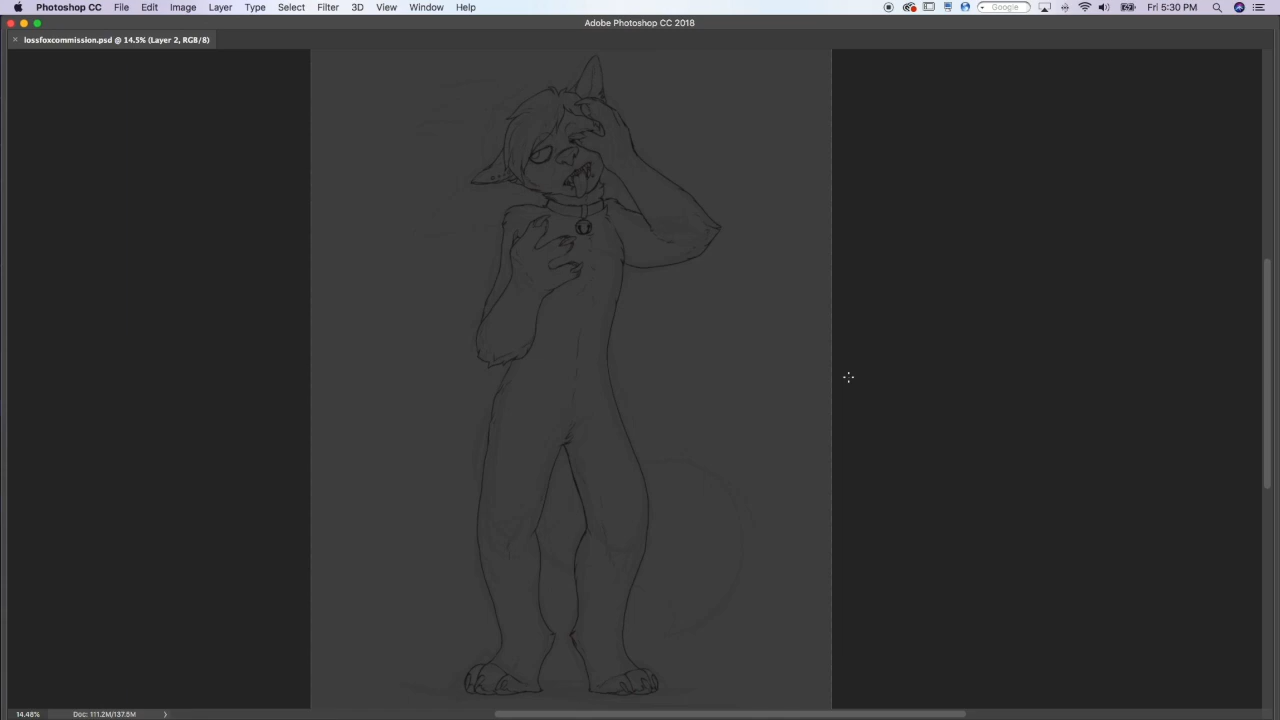 Photoshop CC File Edit Image Layer Type Select Filter 3D View Window Help Google Fri 5:30 PM
Adobe Photoshop CC 2018
× lossfoxcommission.psd @ 14.5% (Layer 2, RGB/8)
14.48% Doc: 111.2M/137.5M